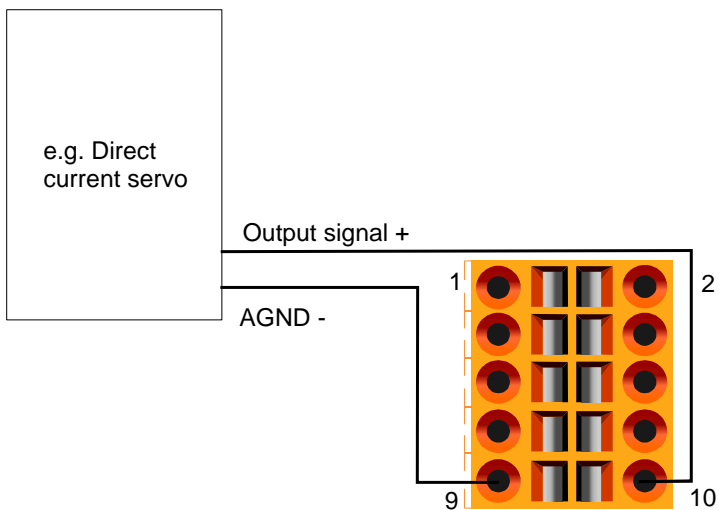 e.g. Direct
current servo
Output signal +
AGND -
1
2
9
10